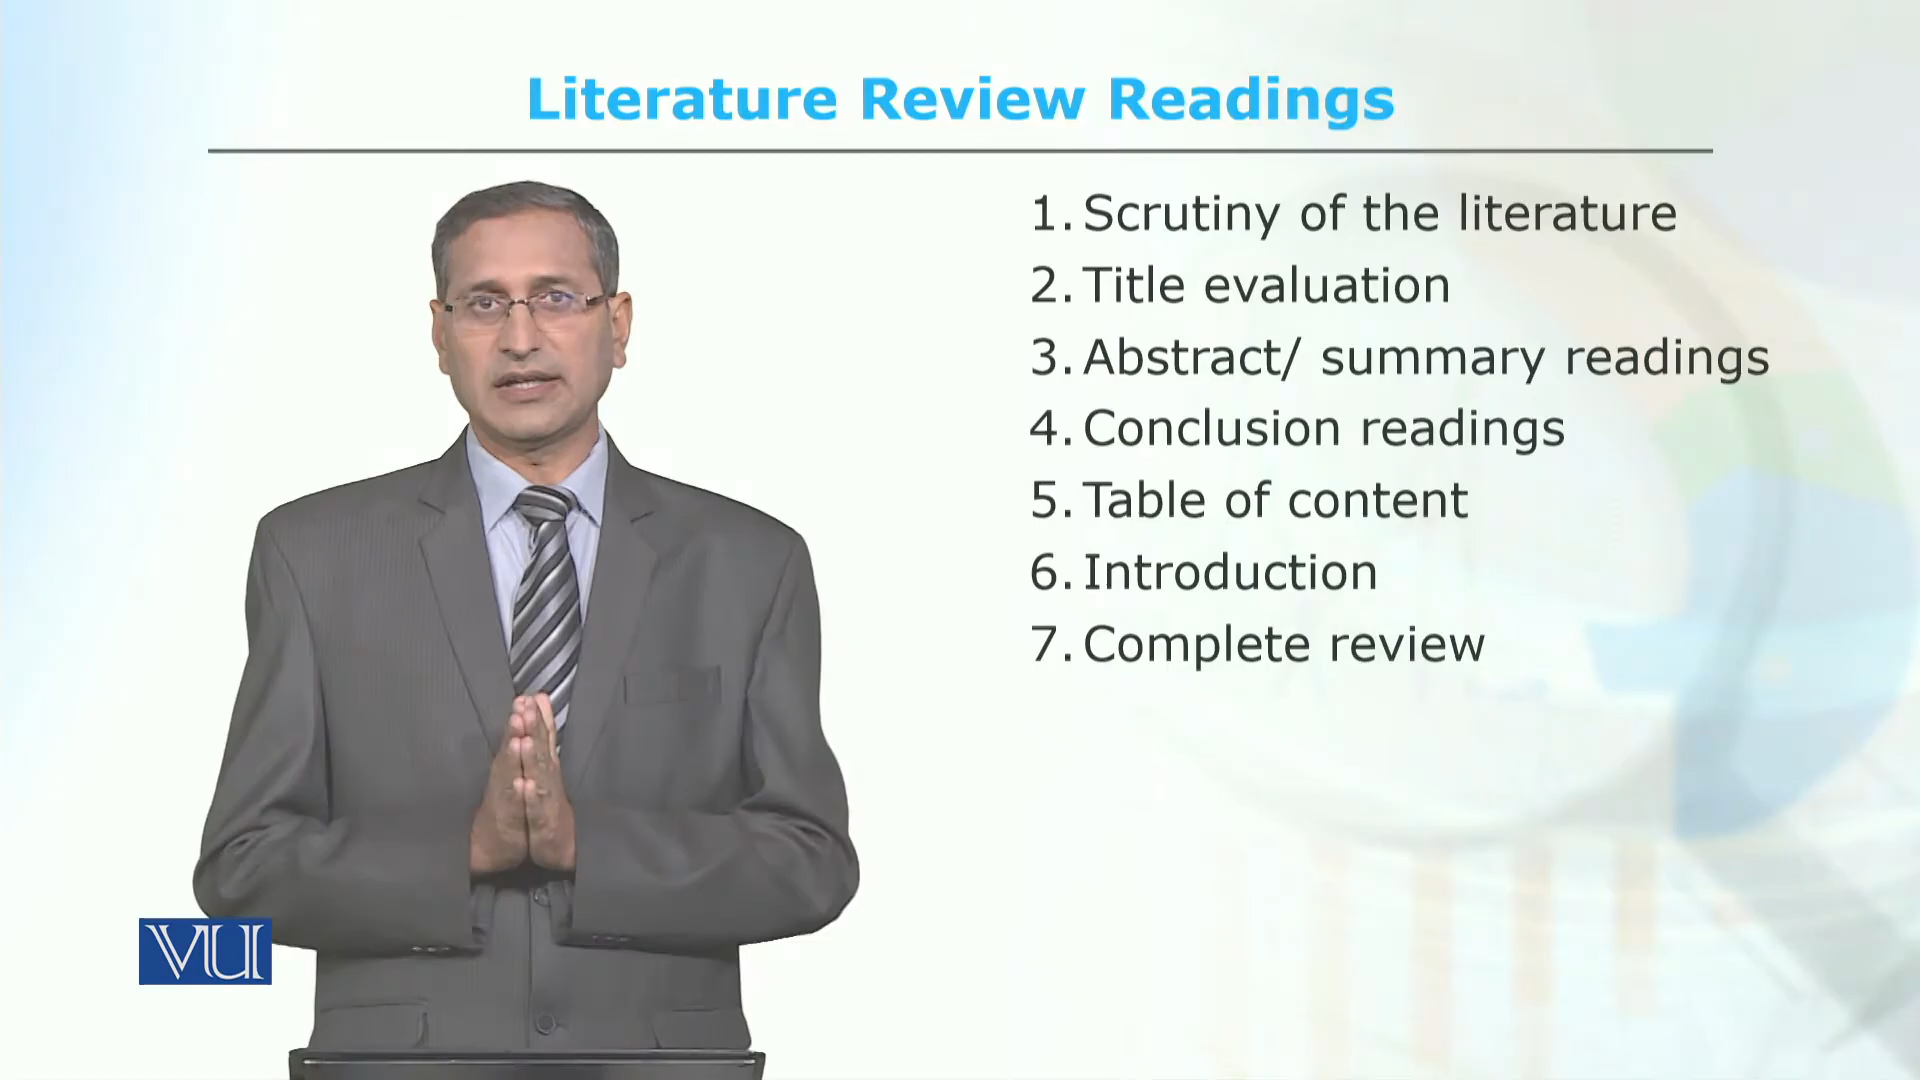 Literature Review Readings
1. Scrutiny of the literature
2. Title evaluation
3. Abstract/ summary readings
4. Conclusion readings
5. Table of content
6. Introduction
7. Complete review
VU